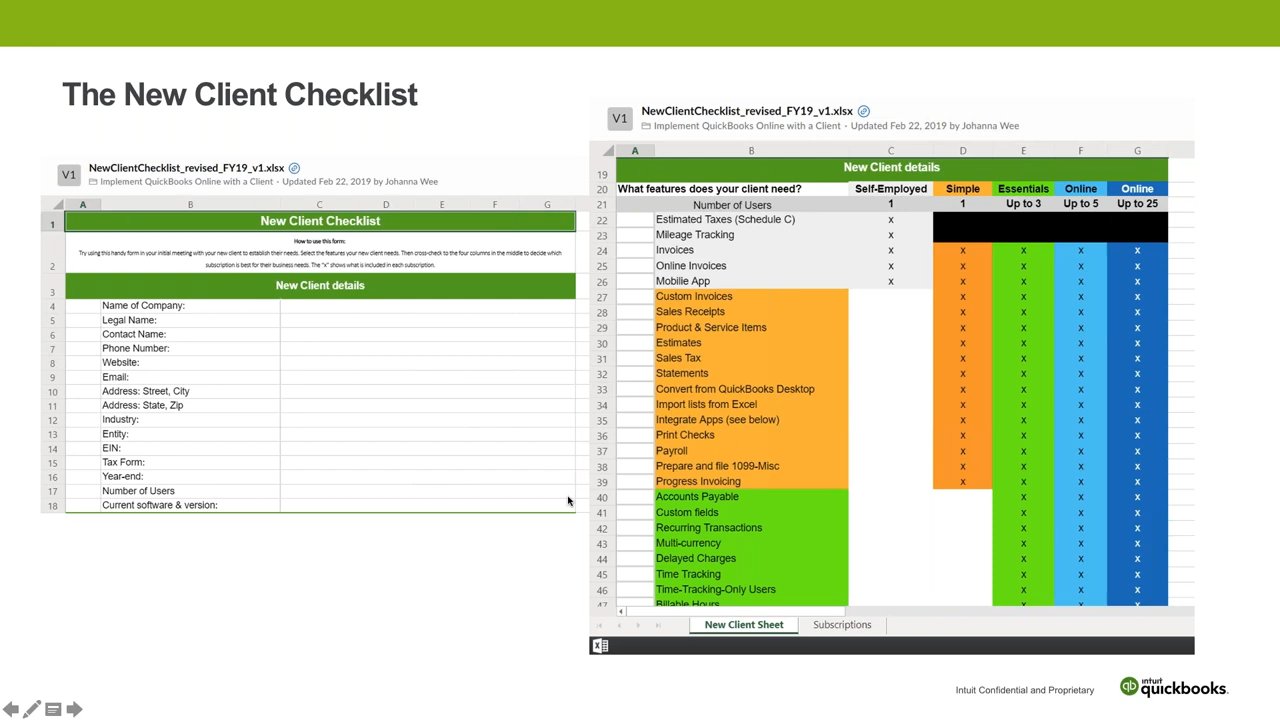 The New Client Checklist
V1
NewClientChecklist_revised_FY19_v1.xlsx
Implement QuickBooks Online with a Client · Updated Feb 22, 2019 by Johanna Wee
A B C D E F G
1 New Client Checklist
How to use this form:
2 Try using this handy form in your initial meeting with your new client to establish their needs. Select the features your new client needs. Then cross-check to the four columns in the middle to decide which
subscription is best for their business needs. The "x" shows what is included in each subscription.
3 New Client details
4 Name of Company:
5 Legal Name:
6 Contact Name:
7 Phone Number:
8 Website:
9 Email:
10 Address: Street, City
11 Address: State, Zip
12 Industry:
13 Entity:
14 EIN:
15 Tax Form:
16 Year-end:
17 Number of Users
18 Current software & version:
V1
NewClientChecklist_revised_FY19_v1.xlsx
Implement QuickBooks Online with a Client · Updated Feb 22, 2019 by Johanna Wee
A B C D E F G
19 New Client details
20 What features does your client need? Self-Employed Simple Essentials Online Online
21 Number of Users 1 1 Up to 3 Up to 5 Up to 25
22 Estimated Taxes (Schedule C) x
23 Mileage Tracking x
24 Invoices x x x x x
25 Online Invoices x x x x x
26 Mobilie App x x x x x
27 Custom Invoices x x x x
28 Sales Receipts x x x x
29 Product & Service Items x x x x
30 Estimates x x x x
31 Sales Tax x x x x
32 Statements x x x x
33 Convert from QuickBooks Desktop x x x x
34 Import lists from Excel x x x x
35 Integrate Apps (see below) x x x x
36 Print Checks x x x x
37 Payroll x x x x
38 Prepare and file 1099-Misc x x x x
39 Progress Invoicing x x x x
40 Accounts Payable x x x
41 Custom fields x x x
42 Recurring Transactions x x x
43 Multi-currency x x x
44 Delayed Charges x x x
45 Time Tracking x x x
46 Time-Tracking-Only Users x x x
47 Billable Hours x x x
New Client Sheet Subscriptions
Intuit Confidential and Proprietary
qb intuit quickbooks.